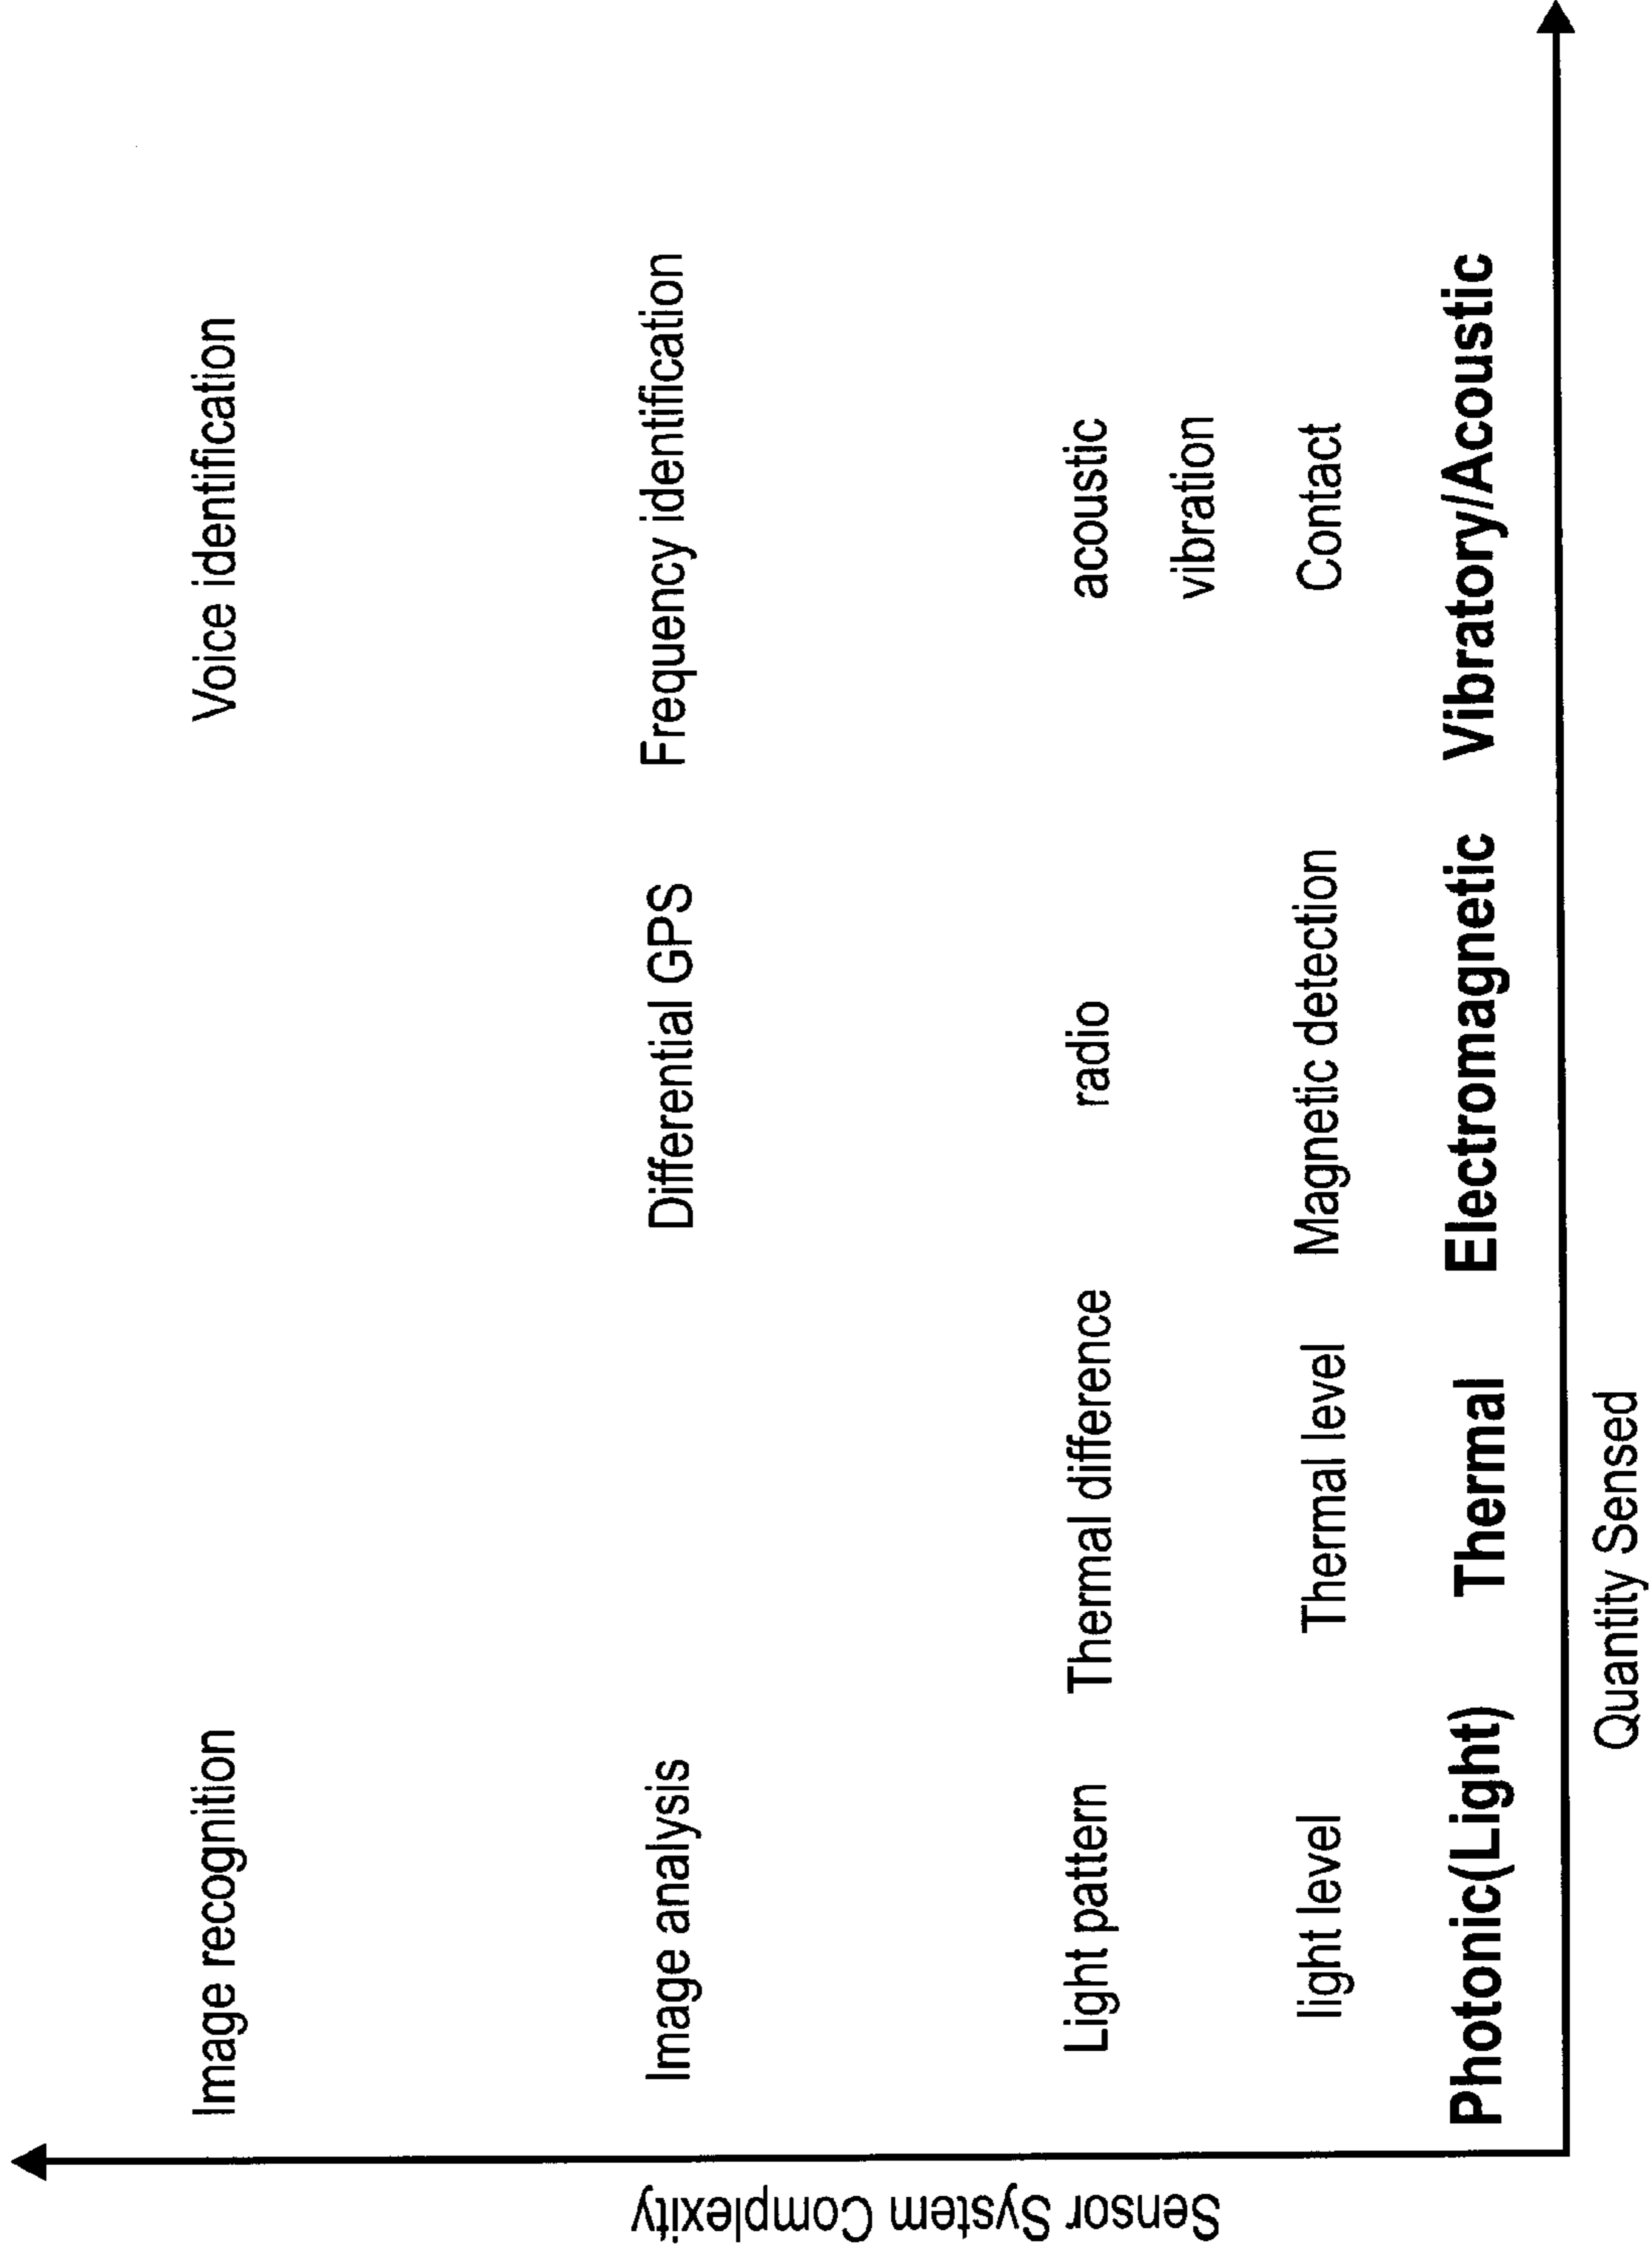 Image recognition
Voice identification
Image analysis
Differential GPS
Frequency identification
Light pattern
Thermal difference
radio
acoustic
vibration
light level
Thermal level
Magnetic detection
Contact
Photonic(Light)
Thermal
Electromagnetic
Vibratory/Acoustic
Quantity Sensed
Sensor System Complexity